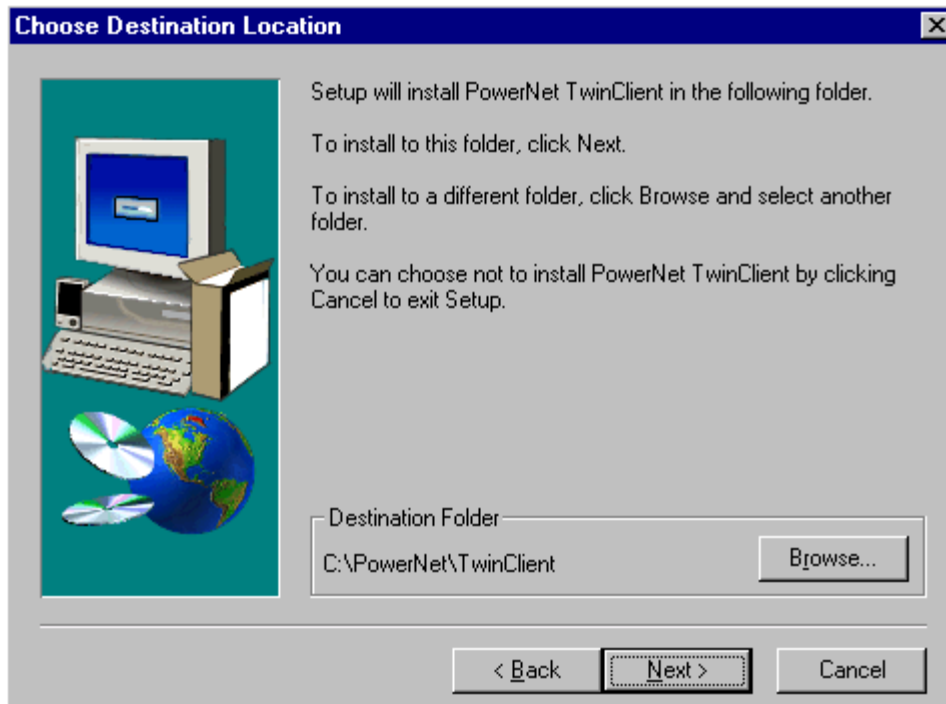 Choose Destination Location
Setup will install PowerNet TwinClient in the following folder.
To install to this folder, click Next.
To install to a different folder, click Browse and select another
folder.
You can choose not to install PowerNet TwinClient by clicking
Cancel to exit Setup.
Destination Folder
C:\PowerNet\TwinClient
Browse...
< Back
Next >
Cancel